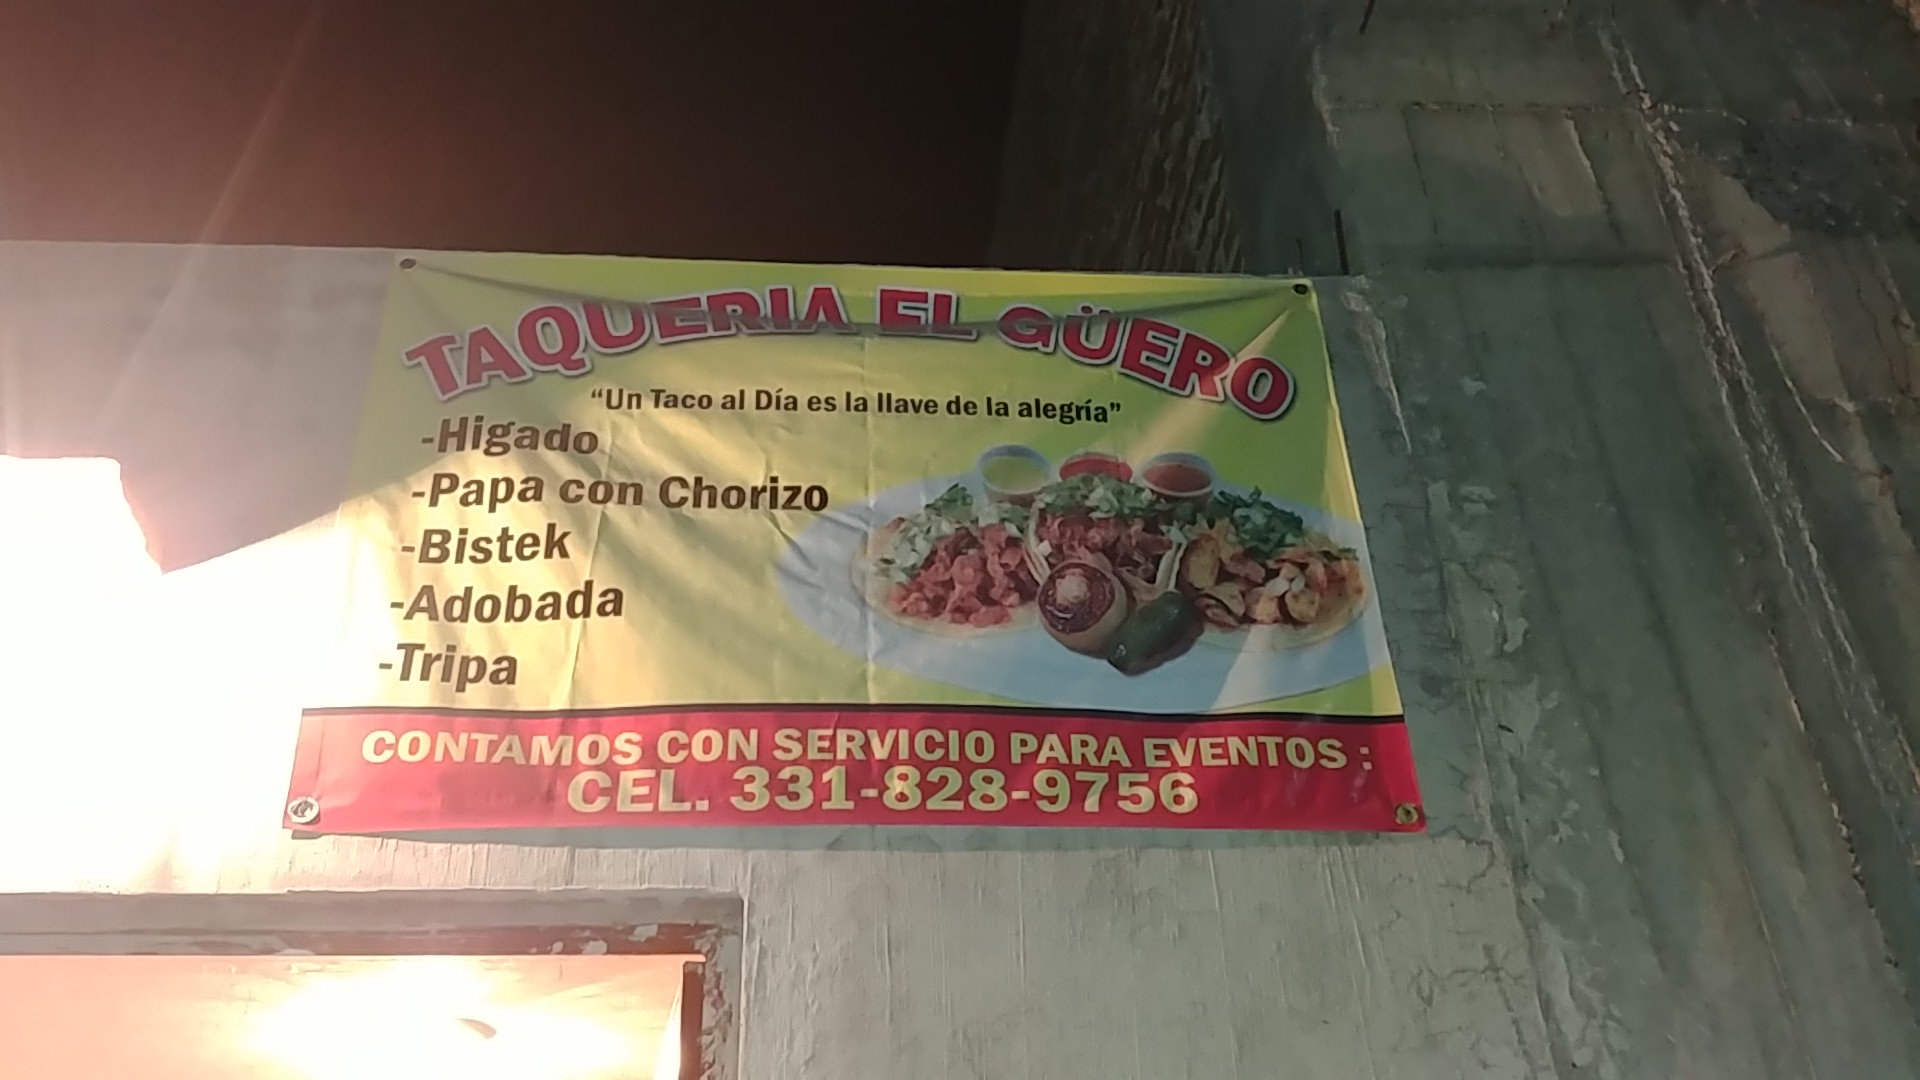 TAQUERIA EL GÜERO
“Un Taco al Día es la llave de la alegría”
-Higado
-Papa con Chorizo
-Bistek
-Adobada
-Tripa
CONTAMOS CON SERVICIO PARA EVENTOS :
CEL. 331-828-9756